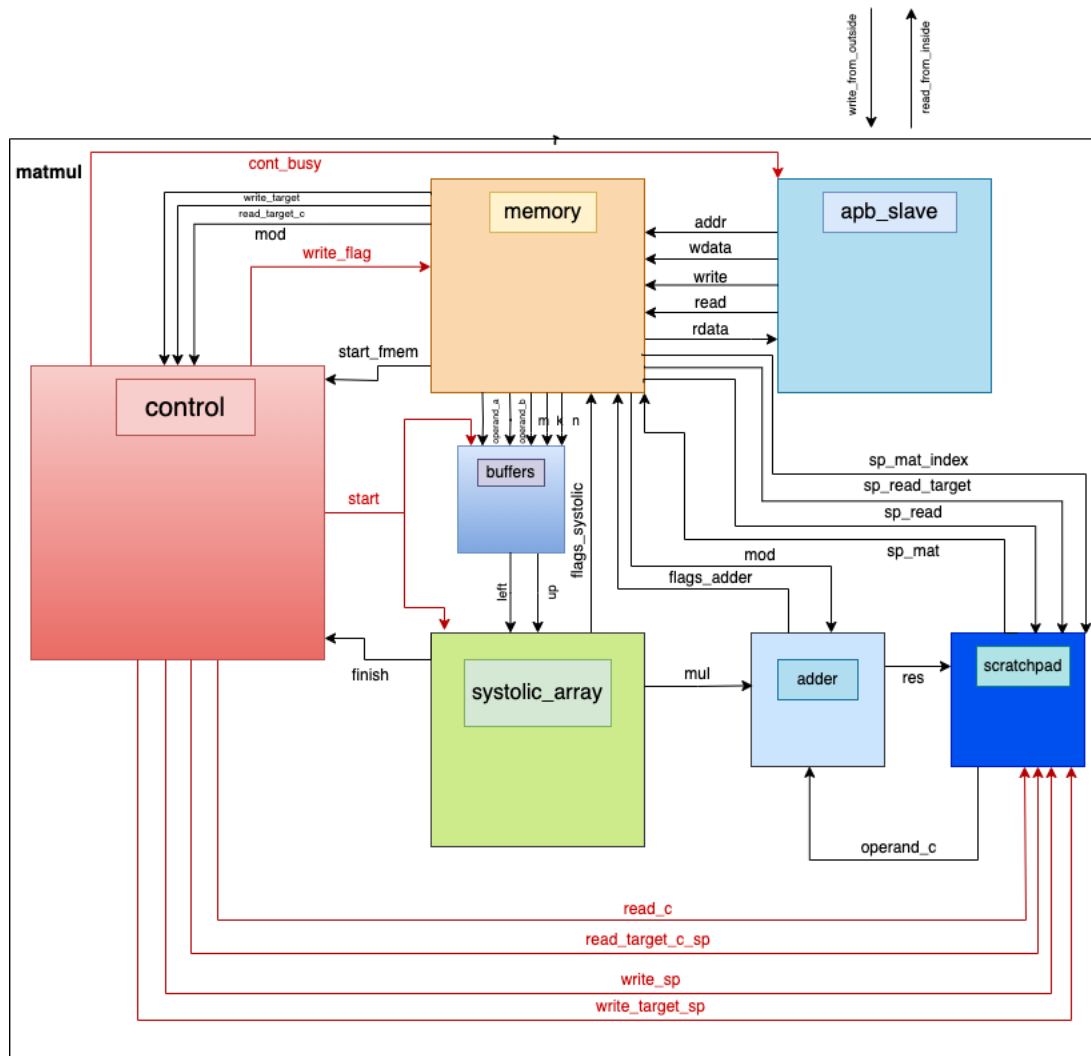 write_from_outside
read_from_inside
matmul
cont_busy
write_target
read_target_c
mod
write_flag
memory
apb_slave
addr
wdata
write
read
rdata
start_fmem
control
operand_a
operand_b
m
k
n
buffers
start
flags_systolic
sp_mat_index
sp_read_target
sp_read
sp_mat
mod
flags_adder
left
up
finish
systolic_array
mul
adder
res
scratchpad
operand_c
read_c
read_target_c_sp
write_sp
write_target_sp